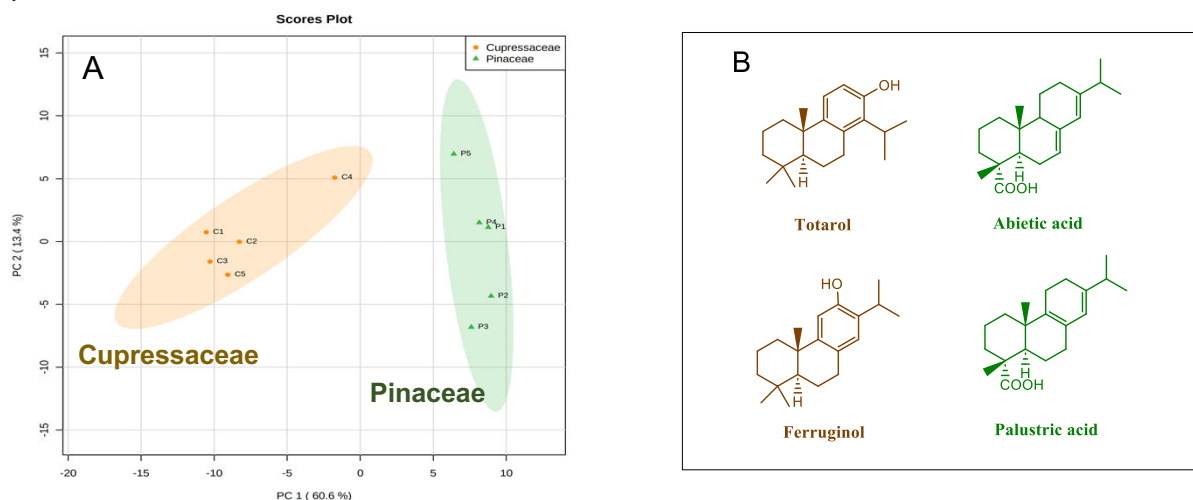 Scores Plot
A
Cupressaceae
Pinaceae
15
10
5
0
-5
-10
-15
PC 2 ( 13.4 %)
P5
C4
P4
P1
C1
C2
C3
C5
P2
P3
Cupressaceae
Pinaceae
-20 -15 -10 -5 0 5 10
PC 1 ( 60.6 %)
B
OH
H
Totarol
H
COOH
Abietic acid
HO
H
Ferruginol
H
COOH
Palustric acid